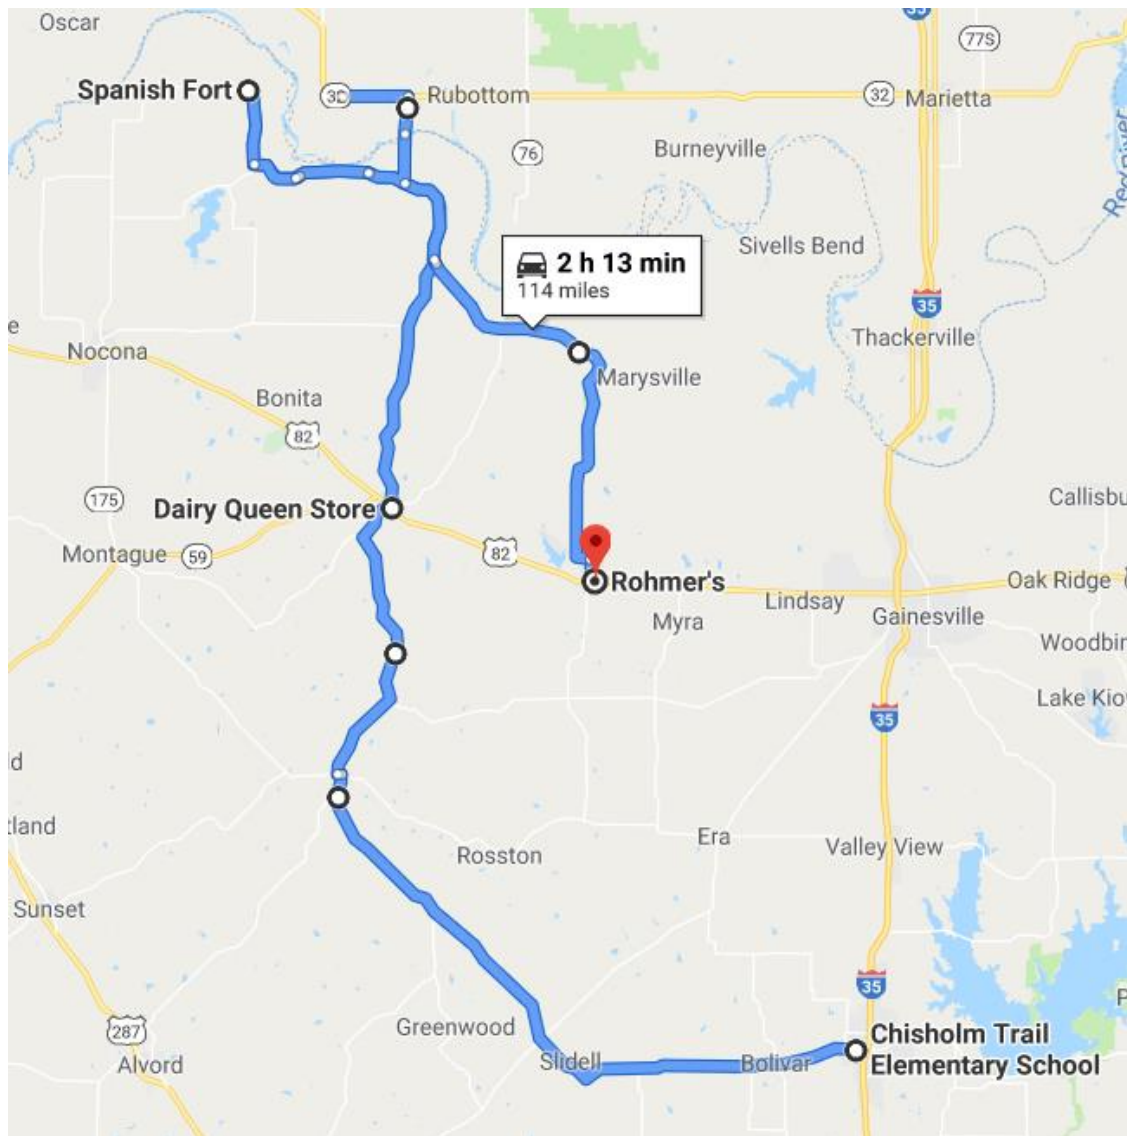 35
Oscar
77S
Spanish Fort
Rubottom
32
Marietta
76
Burneyville
Red River
Sivells Bend
2 h 13 min
114 miles
35
Thackerville
e
Nocona
Marysville
Bonita
82
175
Callisbu
Dairy Queen Store
Montague
59
82
Rohmer's
Oak Ridge
Lindsay
Myra
Gainesville
Woodbin
Lake Kio
35
d
tland
Era
Valley View
Rosston
Sunset
35
P
287
Greenwood
Chisholm Trail
Elementary School
Alvord
Slidell
Bolivar